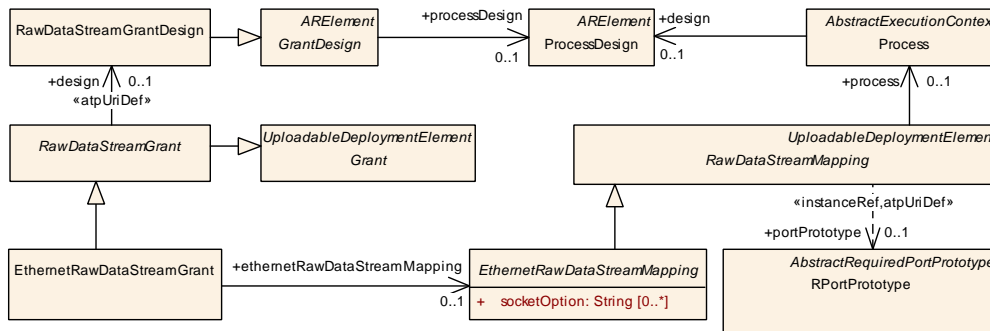 RawDataStreamGrantDesign
ARElement
GrantDesign
+processDesign
0..1
ARElement
ProcessDesign
+design
0..1
AbstractExecutionContex
Process
+design
0..1
«atpUriDef»
+process
0..1
RawDataStreamGrant
UploadableDeploymentElement
Grant
UploadableDeploymentElemen
RawDataStreamMapping
«instanceRef,atpUriDef»
+portPrototype
0..1
EthernetRawDataStreamGrant
+ethernetRawDataStreamMapping
0..1
EthernetRawDataStreamMapping
+ socketOption: String [0..*]
AbstractRequiredPortPrototype
RPortPrototype